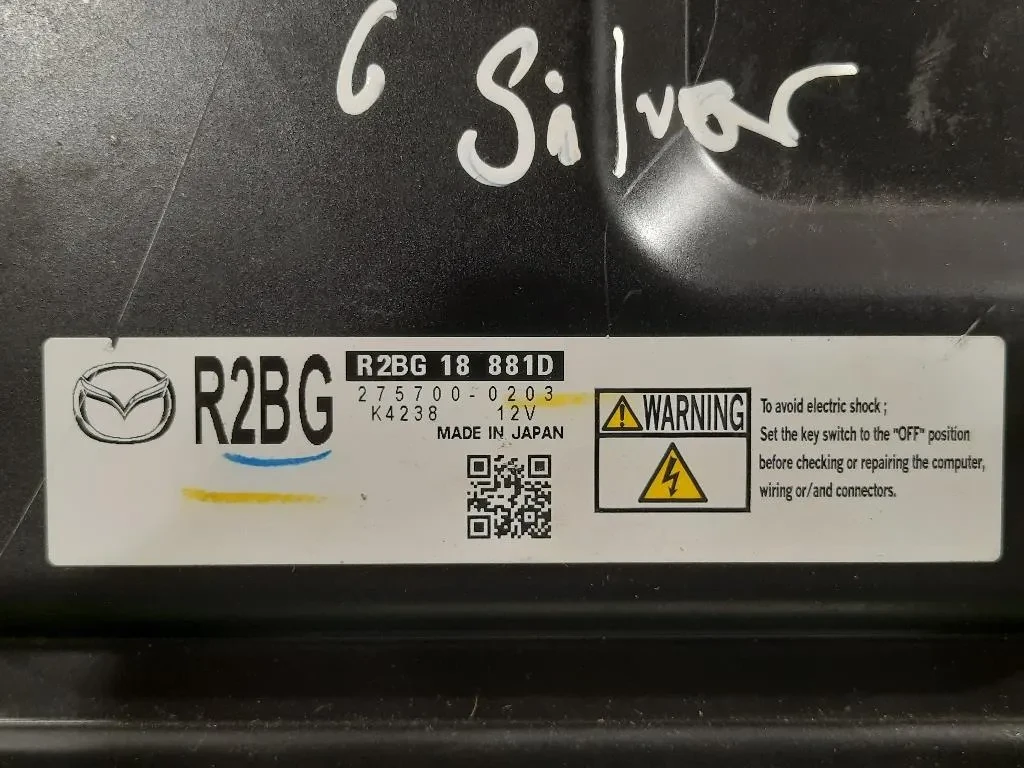 6 Silver
R2BG
R2BG 18 881D
275700-0203
K4238 12V
MADE IN JAPAN
WARNING
To avoid electric shock ;
Set the key switch to the "OFF" position
before checking or repairing the computer,
wiring or/and connectors.